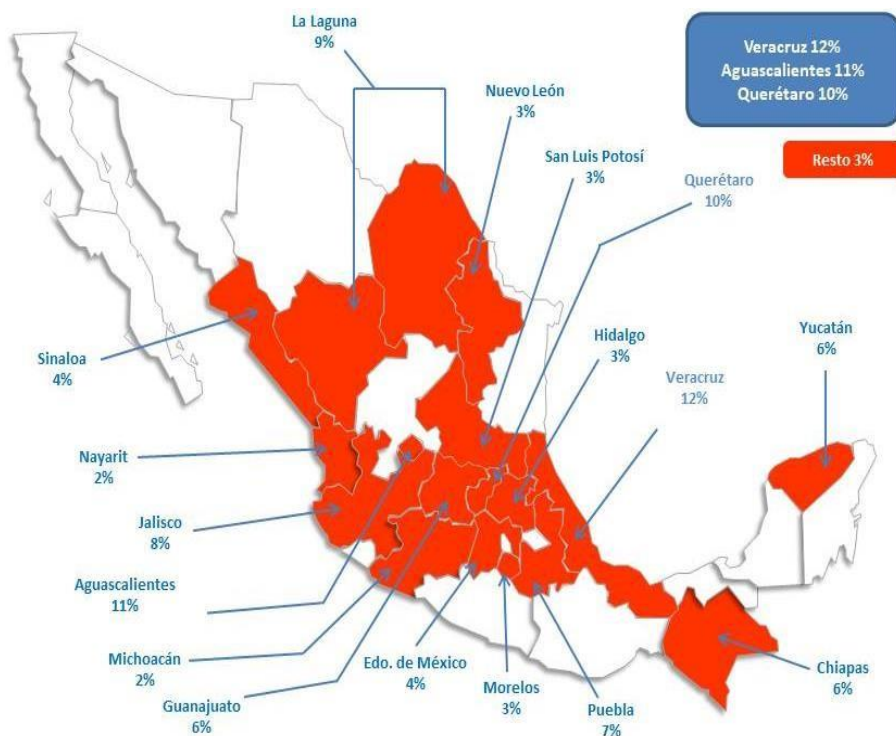 La Laguna
9%
Veracruz 12%
Aguascalientes 11%
Querétaro 10%
Nuevo León
3%
Resto 3%
San Luis Potosí
3%
Querétaro
10%
Sinaloa
4%
Hidalgo
3%
Yucatán
6%
Veracruz
12%
Nayarit
2%
Jalisco
8%
Aguascalientes
11%
Michoacán
2%
Guanajuato
6%
Edo. de México
4%
Morelos
3%
Puebla
7%
Chiapas
6%